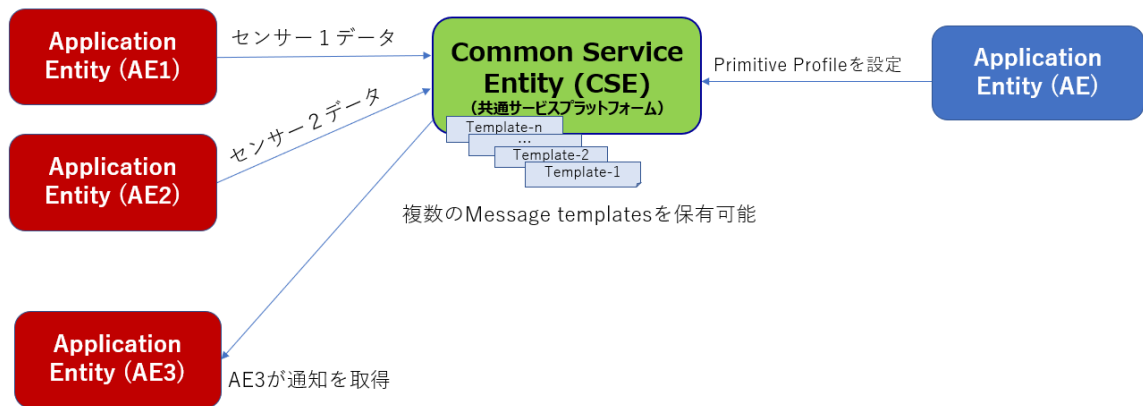 Application
Entity (AE1)
センサー１データ
Common Service
Entity (CSE)
（共通サービスプラットフォーム）
Primitive Profileを設定
Application
Entity (AE)
センサー２データ
Application
Entity (AE2)
Template-n
…
Template-2
Template-1
複数のMessage templatesを保有可能
Application
Entity (AE3)
AE3が通知を取得